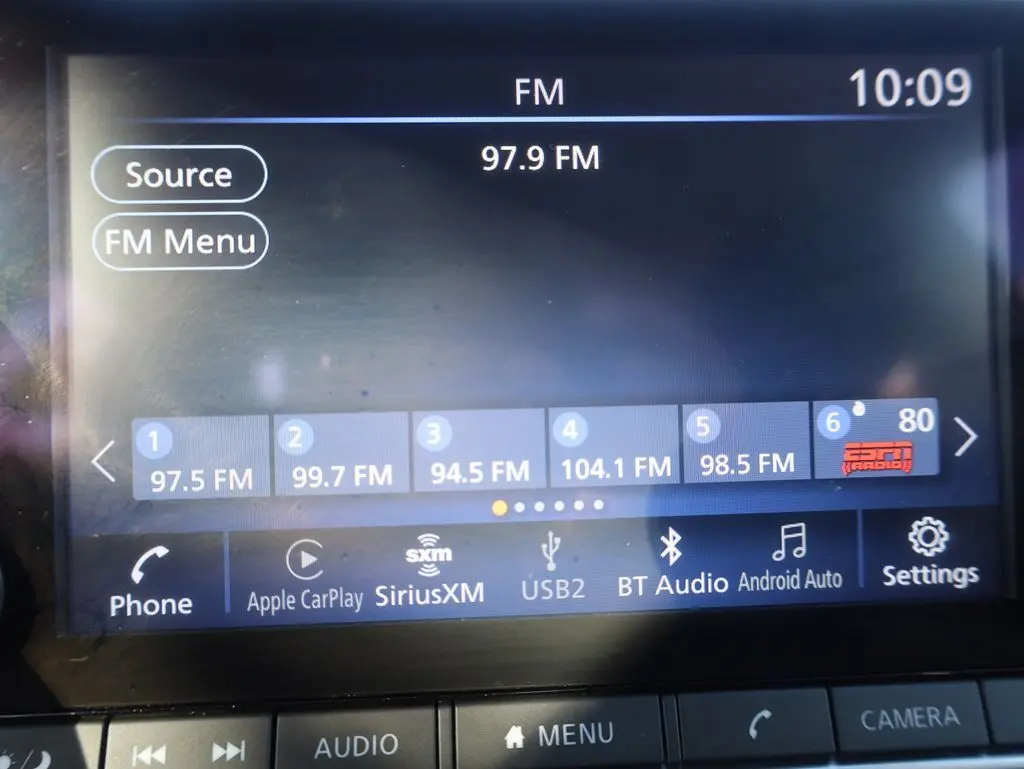 FM
10:09
97.9 FM
Source
FM Menu
1
97.5 FM
2
99.7 FM
3
94.5 FM
4
104.1 FM
5
98.5 FM
6
80
ESPN
RADIO
Phone
Apple CarPlay
sxm
SiriusXM
USB2
BT Audio
Android Auto
Settings
AUDIO
MENU
CAMERA